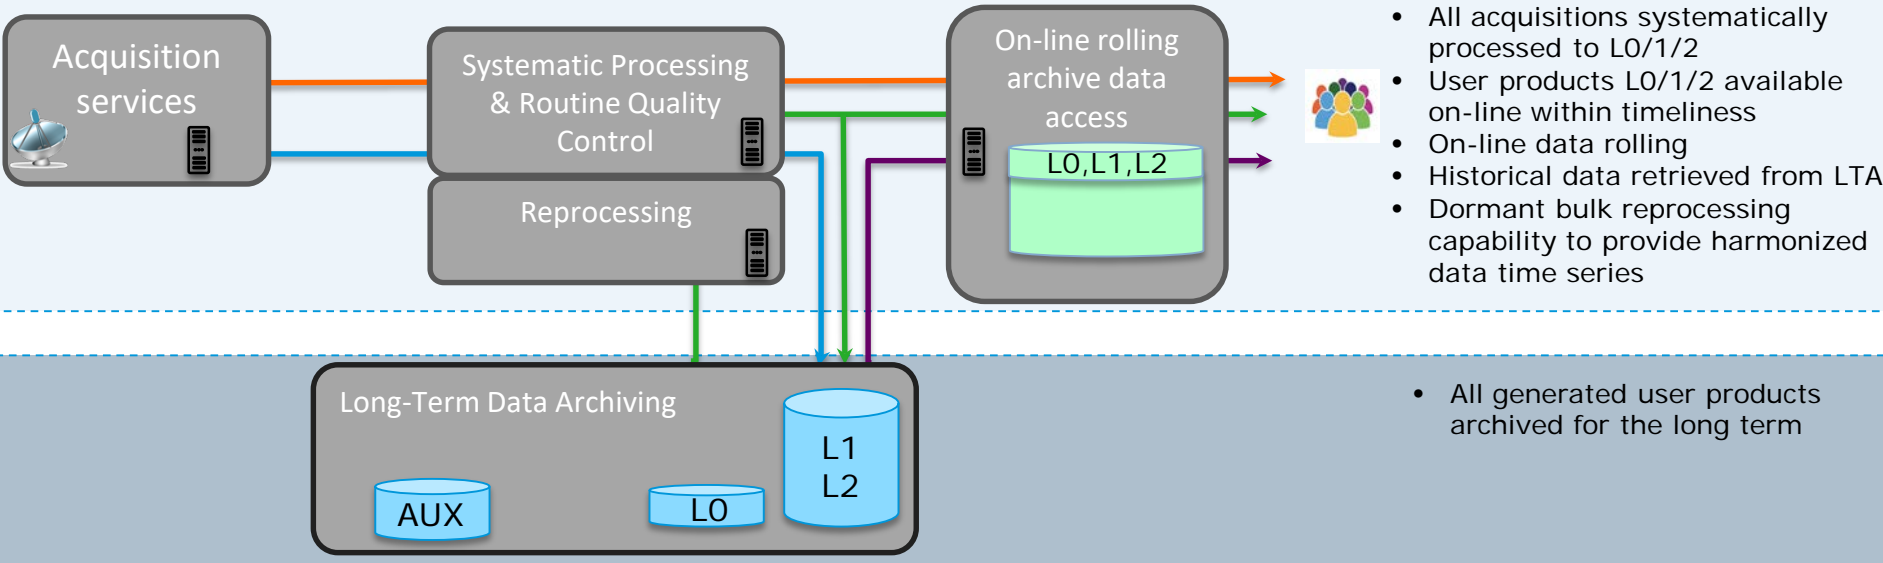 Acquisition
services
Systematic Processing
& Routine Quality
Control
Reprocessing
On-line rolling
archive data
access
L0,L1,L2
• All acquisitions systematically
processed to L0/1/2
• User products L0/1/2 available
on-line within timeliness
• On-line data rolling
• Historical data retrieved from LTA
• Dormant bulk reprocessing
capability to provide harmonized
data time series
Long-Term Data Archiving
AUX
L0
L1
L2
• All generated user products
archived for the long term